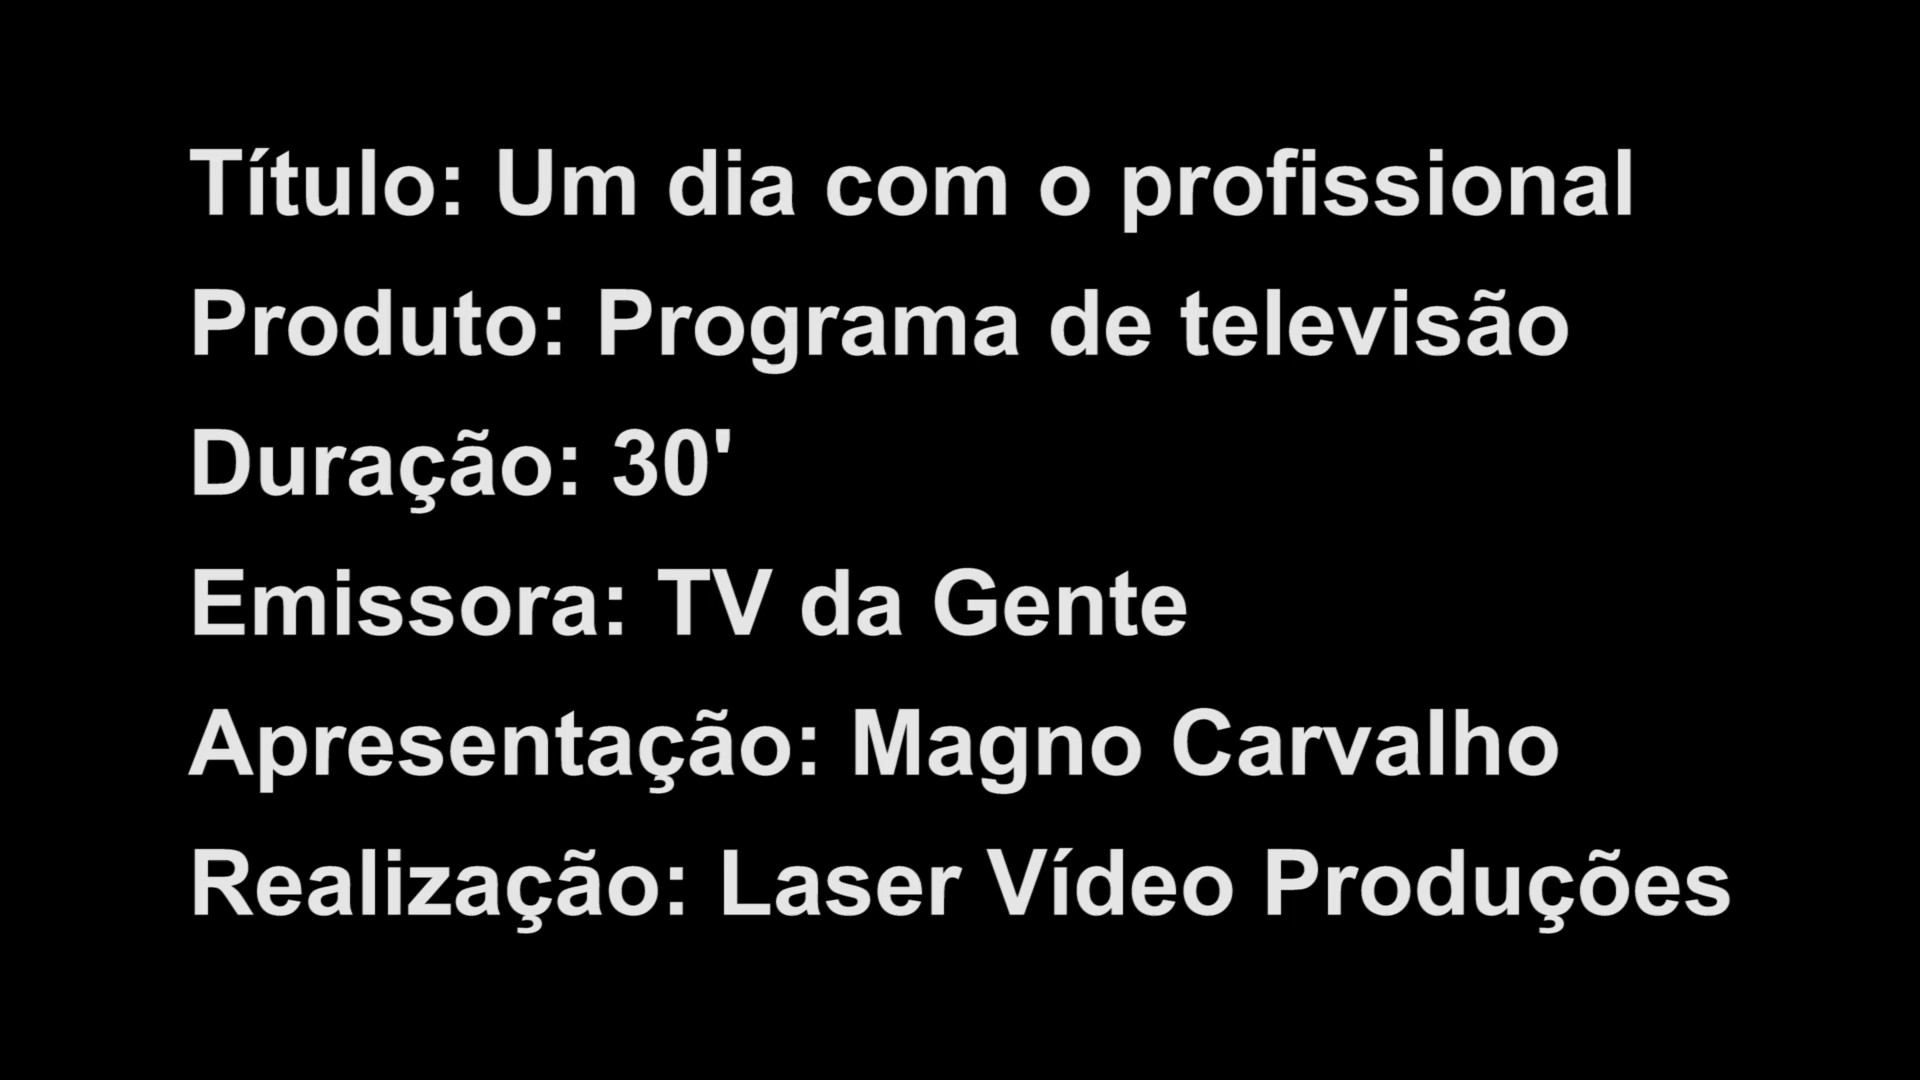 Título: Um dia com o profissional
Produto: Programa de televisão
Duração: 30'
Emissora: TV da Gente
Apresentação: Magno Carvalho
Realização: Laser Vídeo Produções